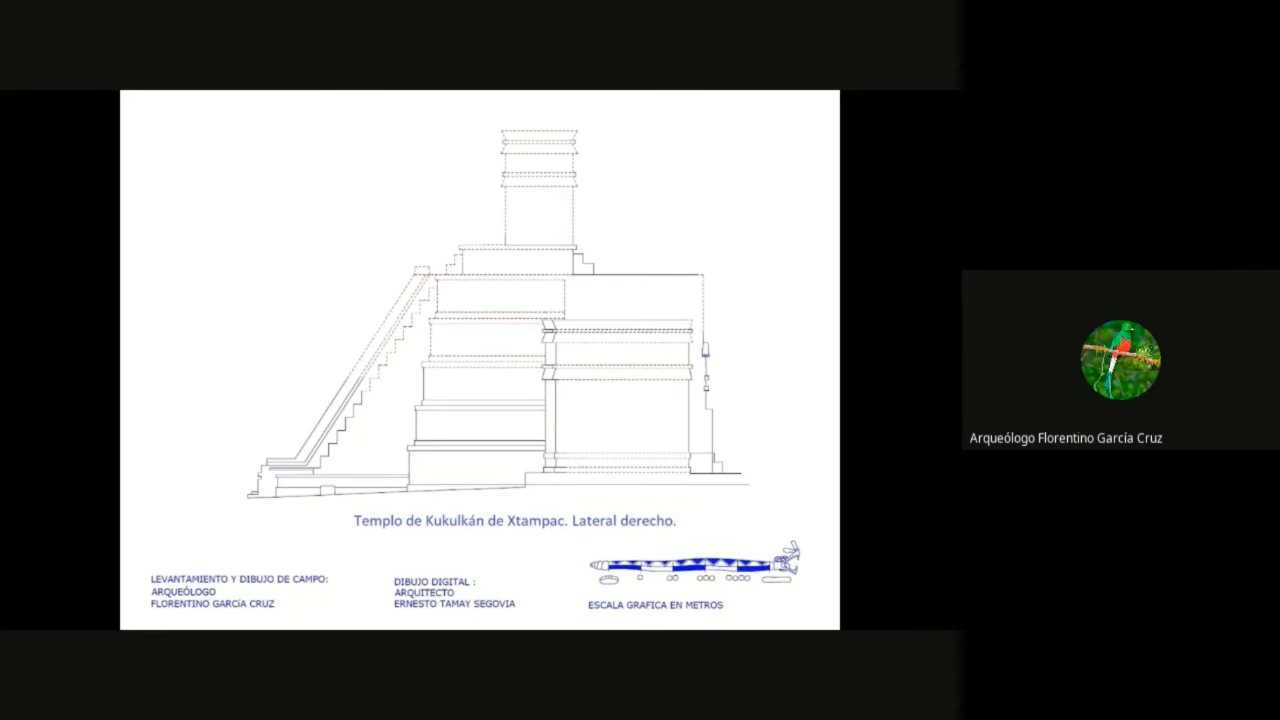 Templo de Kukulkán de Xtampac. Lateral derecho.
LEVANTAMIENTO Y DIBUJO DE CAMPO:
ARQUEÓLOGO
FLORENTINO GARCÍA CRUZ
DIBUJO DIGITAL :
ARQUITECTO
ERNESTO TAMAY SEGOVIA
ESCALA GRAFICA EN METROS
Arqueólogo Florentino García Cruz